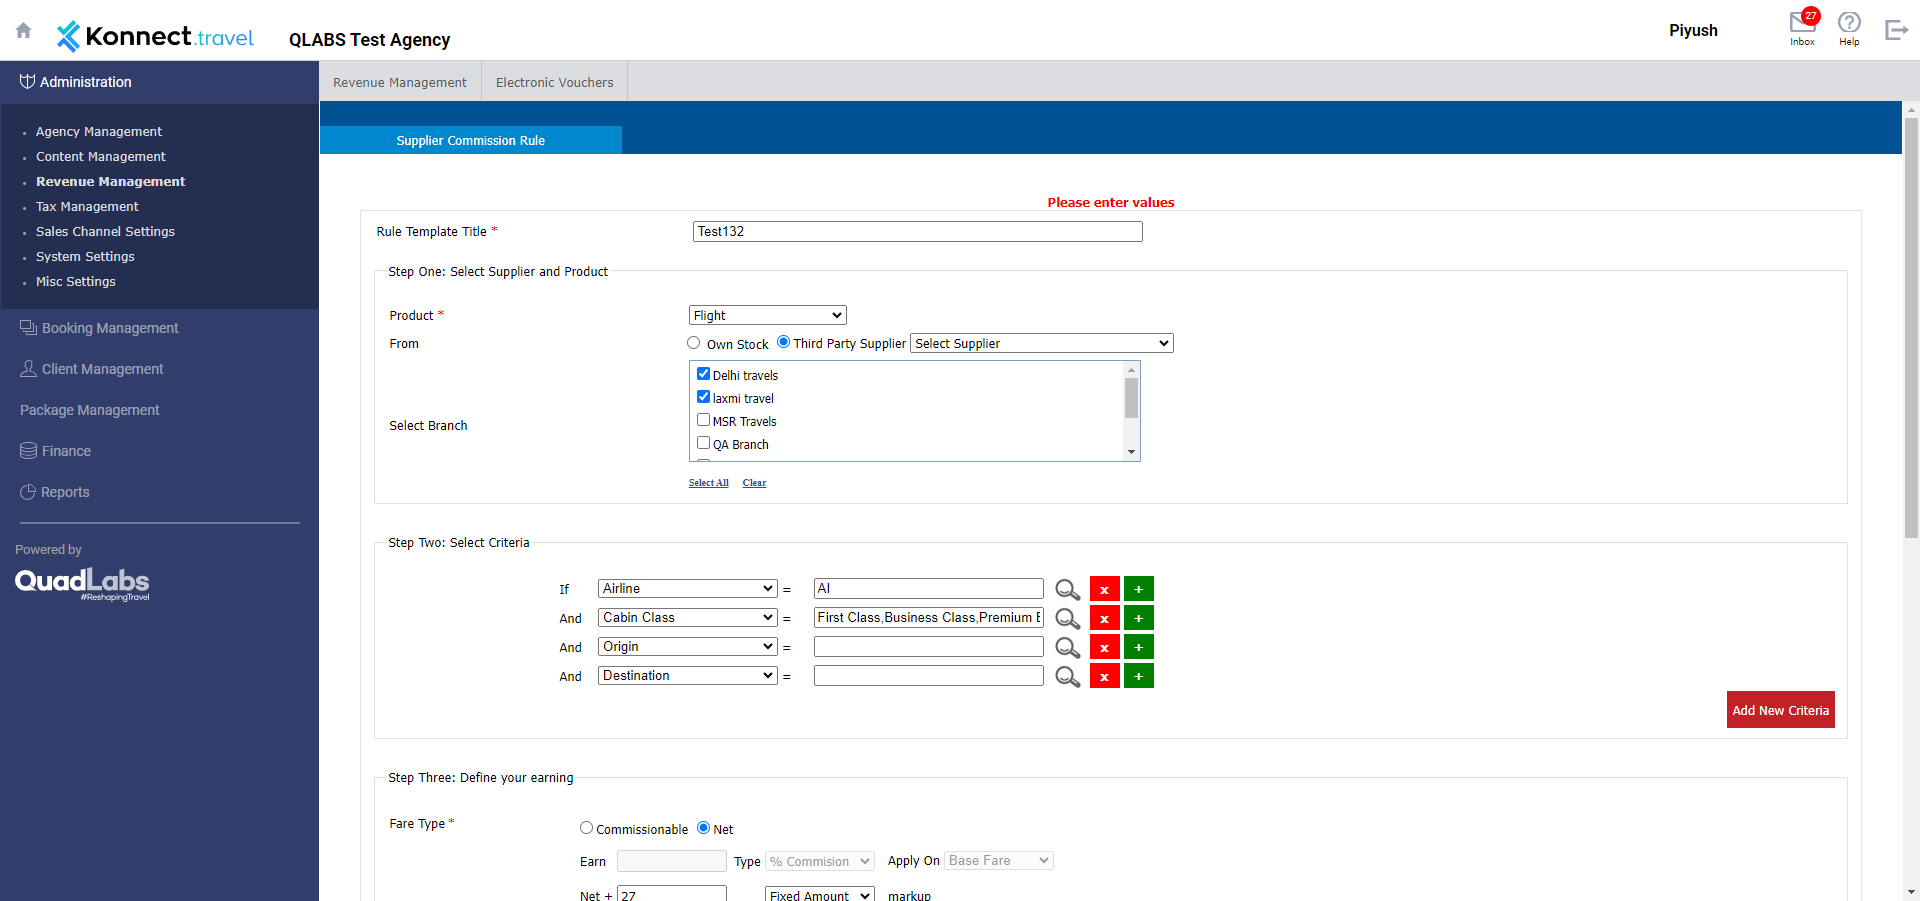 Konnect.travel
QLABS Test Agency
Piyush
27
Inbox
Help
Administration
Agency Management
Content Management
Revenue Management
Tax Management
Sales Channel Settings
System Settings
Misc Settings
Booking Management
Client Management
Package Management
Finance
Reports
Powered by
QuadLabs
#ReshapingTravel
Revenue Management
Electronic Vouchers
Supplier Commission Rule
Please enter values
Rule Template Title * Test132
Step One: Select Supplier and Product
Product * Flight
From Own Stock Third Party Supplier Select Supplier
Select Branch
Delhi travels
laxmi travel
MSR Travels
QA Branch
Select All Clear
Step Two: Select Criteria
If Airline = AI x +
And Cabin Class = First Class,Business Class,Premium E x +
And Origin = x +
And Destination = x +
Add New Criteria
Step Three: Define your earning
Fare Type * Commissionable Net
Earn Type % Commision Apply On Base Fare
Net + 27 Fixed Amount markup